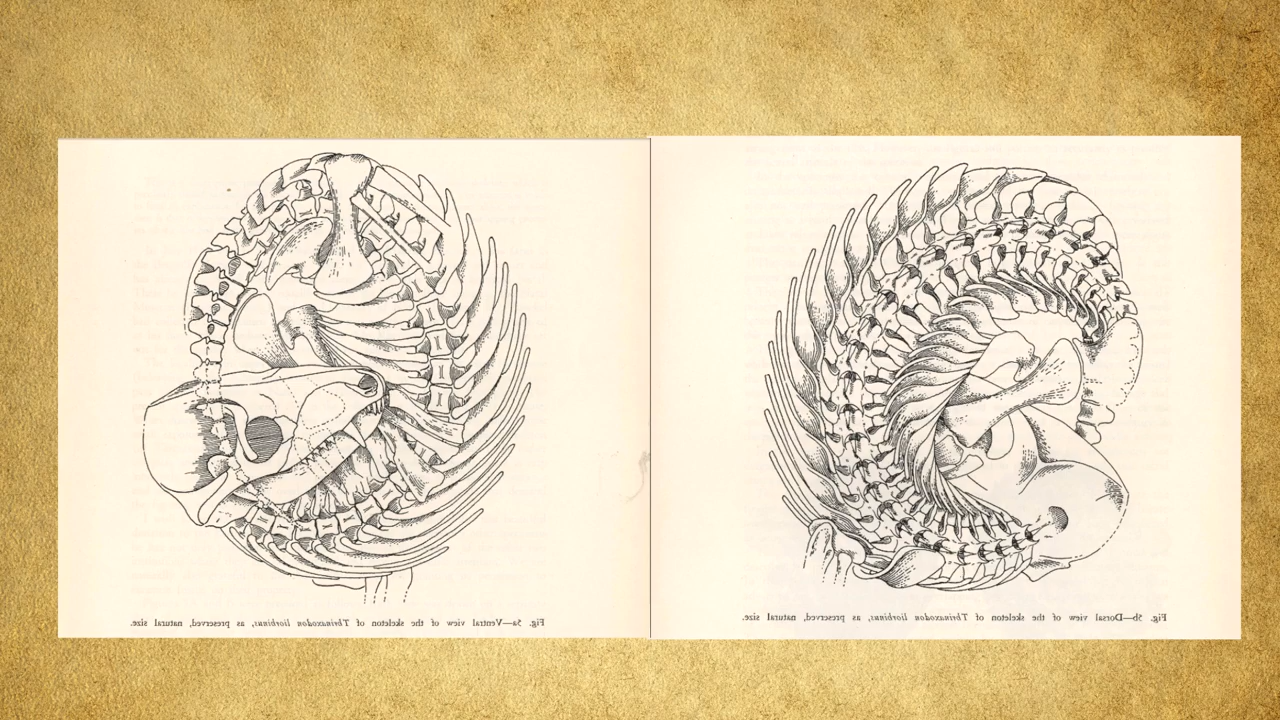 Fig. 5a—Ventral view of the skeleton of Thrinaxodon liorhinus, as preserved, natural size.
Fig. 5b—Dorsal view of the skeleton of Thrinaxodon liorhinus, as preserved, natural size.